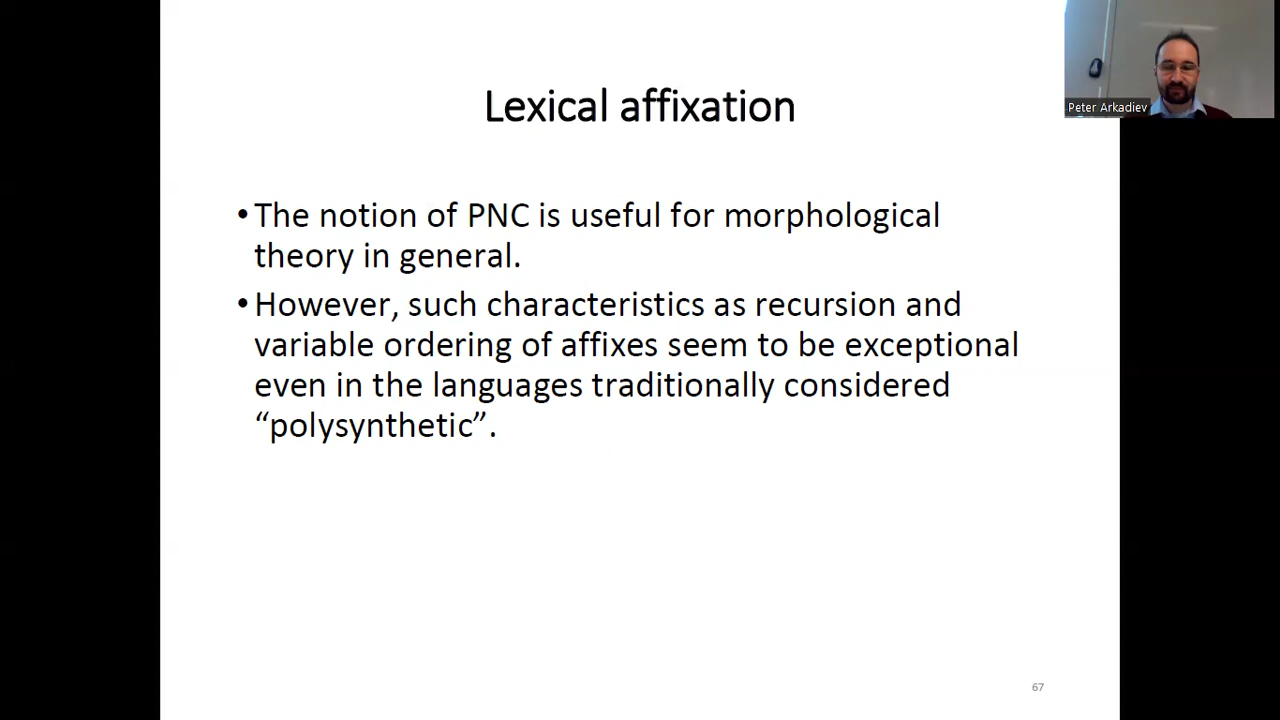 Lexical affixation
Peter Arkadiev
•The notion of PNC is useful for morphological
theory in general.
•However, such characteristics as recursion and
variable ordering of affixes seem to be exceptional
even in the languages traditionally considered
“polysynthetic”.
67